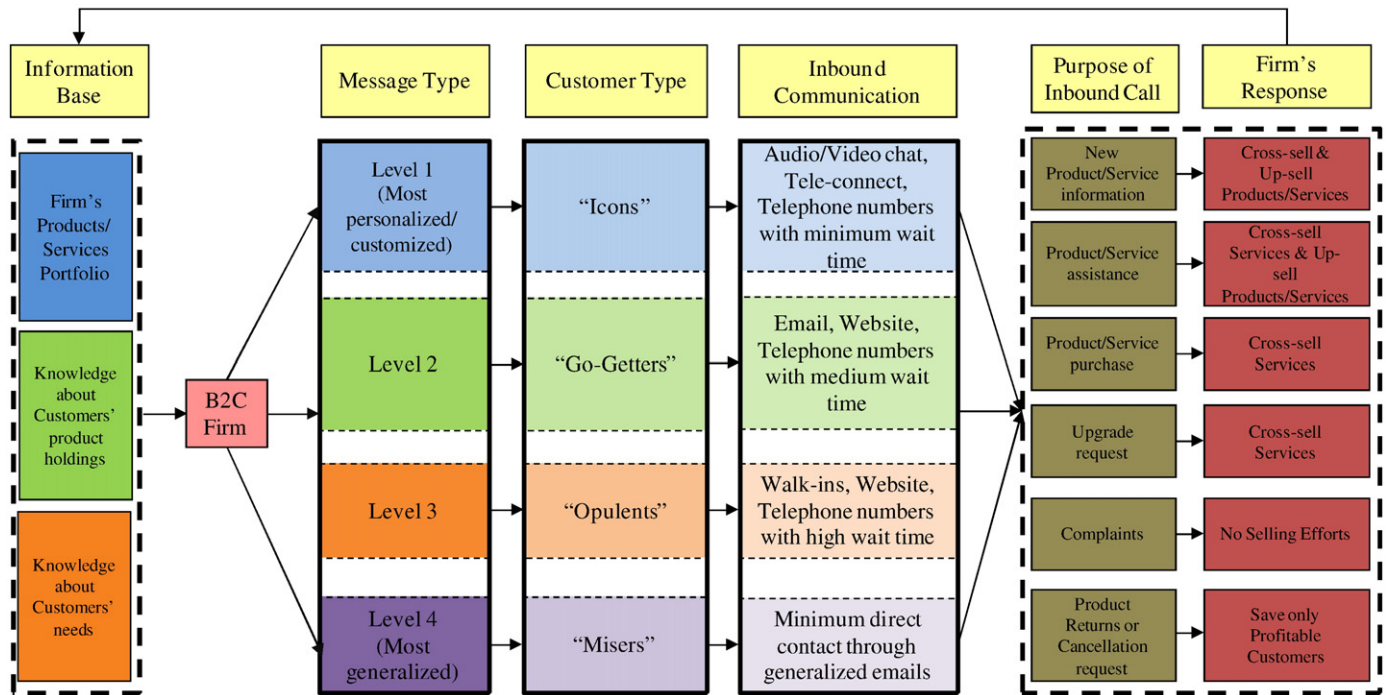 Information
Base
Message Type
Customer Type
Inbound
Communication
Purpose of
Inbound Call
Firm's
Response
Firm's
Products/
Services
Portfolio
Knowledge
about
Customers'
product
holdings
Knowledge
about
Customers'
needs
B2C
Firm
Level 1
(Most
personalized/
customized)
"Icons"
Audio/Video chat,
Tele-connect,
Telephone numbers
with minimum wait
time
Level 2
"Go-Getters"
Email, Website,
Telephone numbers
with medium wait
time
Level 3
"Opulents"
Walk-ins, Website,
Telephone numbers
with high wait time
Level 4
(Most
generalized)
"Misers"
Minimum direct
contact through
generalized emails
New
Product/Service
information
Cross-sell &
Up-sell
Products/Services
Product/Service
assistance
Cross-sell
Services & Up-
sell
Products/Services
Product/Service
purchase
Cross-sell
Services
Upgrade
request
Cross-sell
Services
Complaints
No Selling Efforts
Product
Returns or
Cancellation
request
Save only
Profitable
Customers